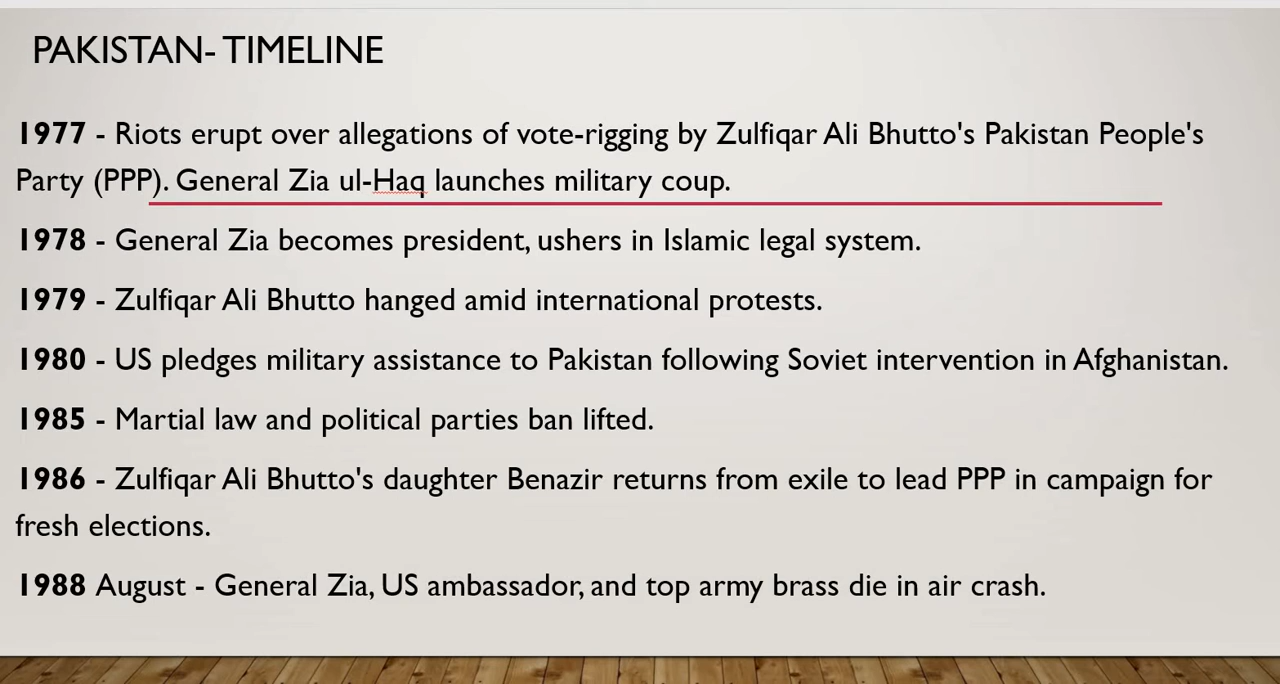 PAKISTAN- TIMELINE
1977 - Riots erupt over allegations of vote-rigging by Zulfiqar Ali Bhutto's Pakistan People's
Party (PPP). General Zia ul-Haq launches military coup.
1978 - General Zia becomes president, ushers in Islamic legal system.
1979 - Zulfiqar Ali Bhutto hanged amid international protests.
1980 - US pledges military assistance to Pakistan following Soviet intervention in Afghanistan.
1985 - Martial law and political parties ban lifted.
1986 - Zulfiqar Ali Bhutto's daughter Benazir returns from exile to lead PPP in campaign for
fresh elections.
1988 August - General Zia, US ambassador, and top army brass die in air crash.